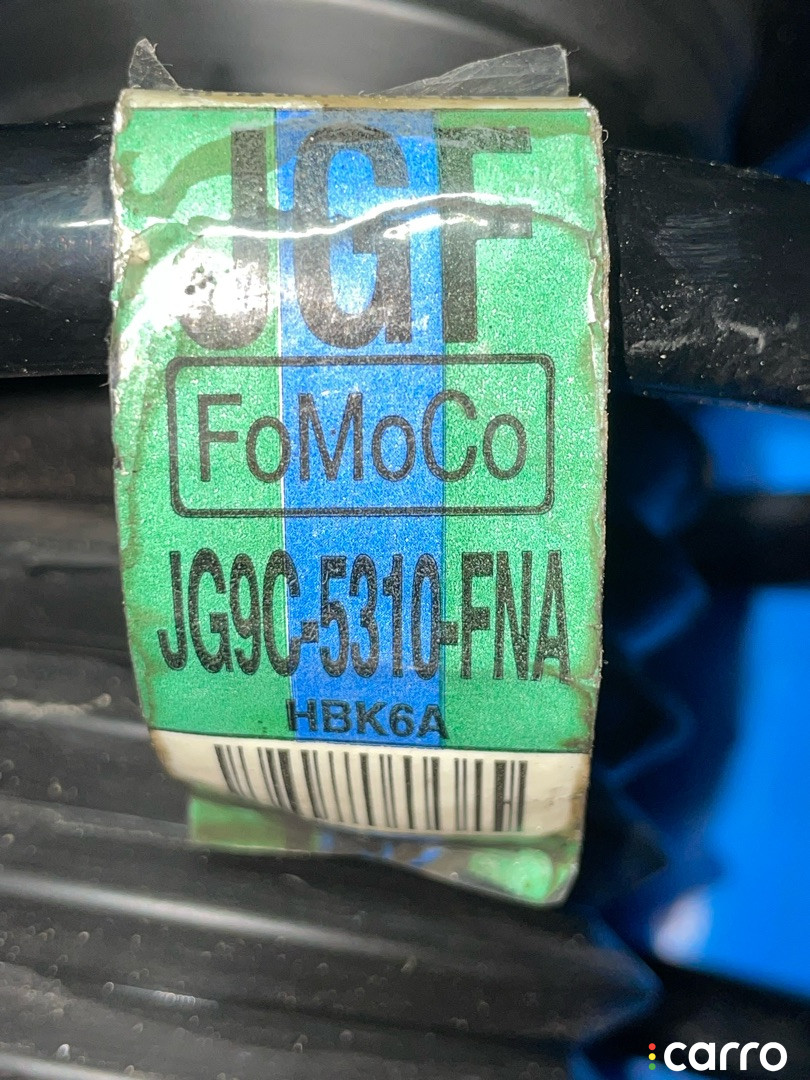 JGF
FoMoCo
JG9C-5310-FNA
HBK6A
carro